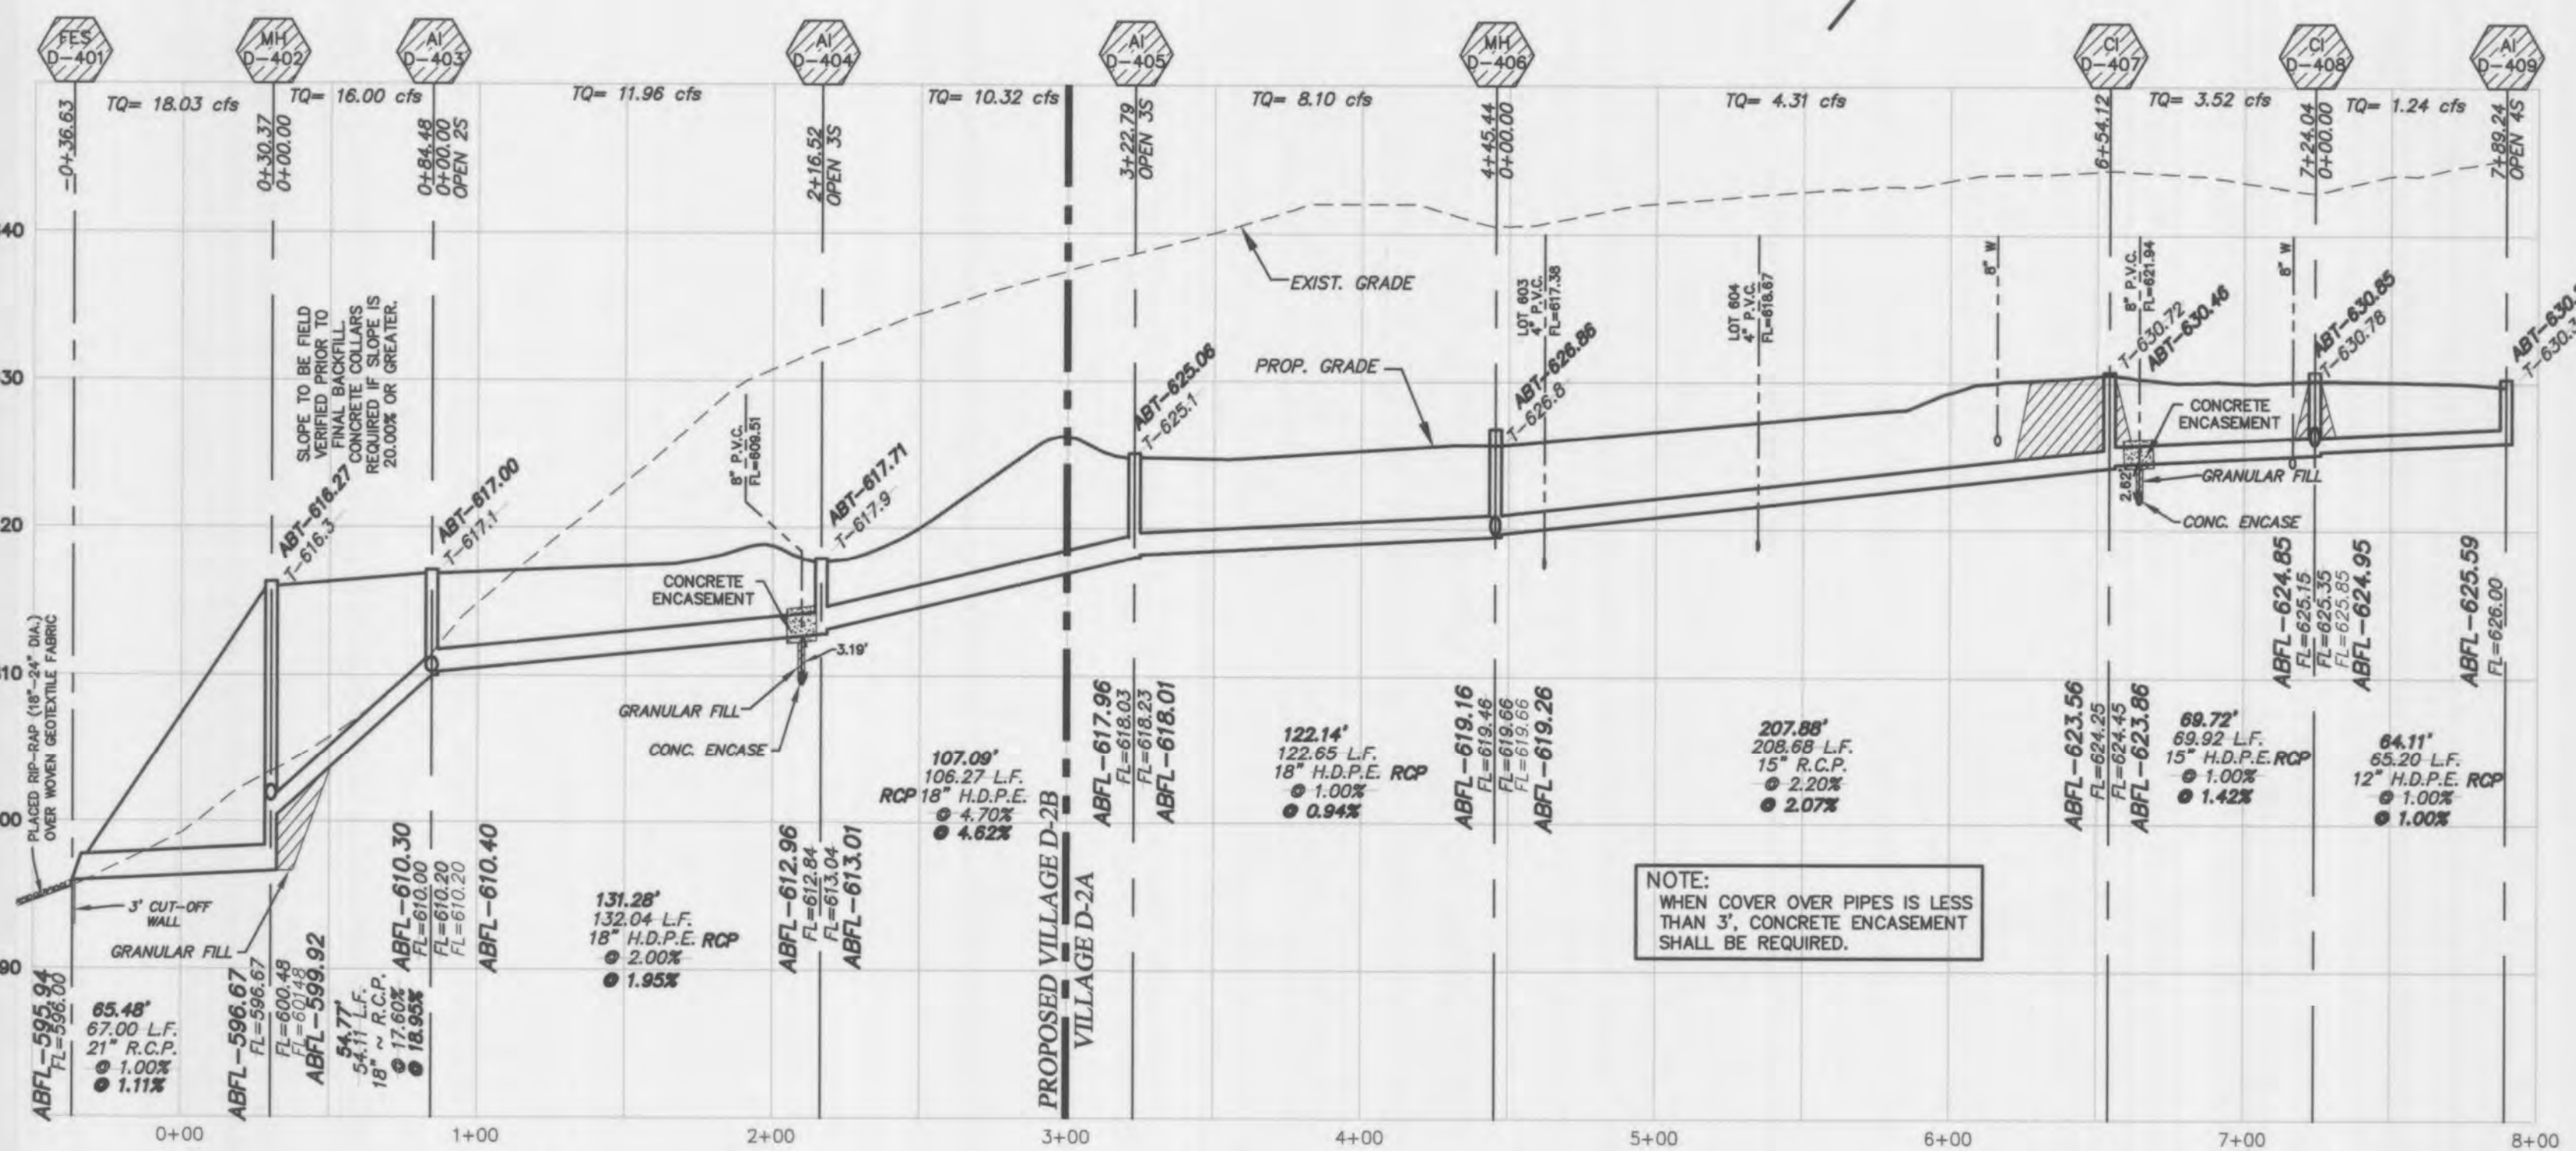 FES
D-401
MH
D-402
AI
D-403
AI
D-404
AI
D-405
MH
D-406
CI
D-407
CI
D-408
AI
D-409
TQ= 18.03 cfs
TQ= 16.00 cfs
TQ= 11.96 cfs
TQ= 10.32 cfs
TQ= 8.10 cfs
TQ= 4.31 cfs
TQ= 3.52 cfs
TQ= 1.24 cfs
-0+36.63
0+30.37
0+00.00
0+84.48
0+00.00
OPEN 2S
2+16.52
OPEN 3S
3+22.79
OPEN 3S
4+45.44
0+00.00
6+54.12
7+24.04
0+00.00
7+89.24
OPEN 4S
40
30
20
10
00
90
SLOPE TO BE FIELD
VERIFIED PRIOR TO
FINAL BACKFILL.
CONCRETE COLLARS
REQUIRED IF SLOPE IS
20.00% OR GREATER.
ABT-616.27
T-616.3
ABT-617.00
T-617.1
8" P.V.C.
FL=609.51
ABT-617.71
T-617.9
ABT-625.06
T-625.1
EXIST. GRADE
PROP. GRADE
LOT 603
4" P.V.C.
FL=617.38
ABT-626.86
T-626.8
LOT 604
4" P.V.C.
FL=618.67
8" W
8" P.V.C.
FL=621.94
T-630.72
ABT-630.46
8" W
ABT-630.85
T-630.78
ABT-630.
T-630.3
CONCRETE
ENCASEMENT
GRANULAR FILL
2.62'
CONC. ENCASE
CONCRETE
ENCASEMENT
3.19'
GRANULAR FILL
CONC. ENCASE
PLACED RIP-RAP (18"-24" DIA.)
OVER WOVEN GEOTEXTILE FABRIC
3' CUT-OFF
WALL
GRANULAR FILL
ABFL-595.94
FL=596.00
65.48'
67.00 L.F.
21" R.C.P.
@ 1.00%
@ 1.11%
ABFL-596.67
FL=596.67
FL=600.48
FL=601.48
ABFL-599.92
54.77'
54.11 L.F.
18" ~ R.C.P.
@ 17.60%
@ 18.95%
ABFL-610.30
FL=610.00
FL=610.20
FL=610.20
ABFL-610.40
131.28'
132.04 L.F.
18" H.D.P.E. RCP
@ 2.00%
@ 1.95%
ABFL-612.96
FL=612.84
FL=613.04
ABFL-613.01
107.09'
106.27 L.F.
RCP 18" H.D.P.E.
@ 4.70%
@ 4.62%
PROPOSED VILLAGE D-2B
VILLAGE D-2A
ABFL-617.96
FL=618.03
FL=618.23
ABFL-618.01
122.14'
122.65 L.F.
18" H.D.P.E. RCP
@ 1.00%
@ 0.94%
ABFL-619.16
FL=619.46
FL=619.66
FL=619.66
ABFL-619.26
207.88'
208.68 L.F.
15" R.C.P.
@ 2.20%
@ 2.07%
ABFL-623.56
FL=624.25
FL=624.45
ABFL-623.86
69.72'
69.92 L.F.
15" H.D.P.E. RCP
@ 1.00%
@ 1.42%
ABFL-624.85
FL=625.15
FL=625.35
FL=625.85
ABFL-624.95
64.11'
65.20 L.F.
12" H.D.P.E. RCP
@ 1.00%
@ 1.00%
ABFL-625.59
FL=626.00
NOTE:
WHEN COVER OVER PIPES IS LESS
THAN 3', CONCRETE ENCASEMENT
SHALL BE REQUIRED.
0+00
1+00
2+00
3+00
4+00
5+00
6+00
7+00
8+00